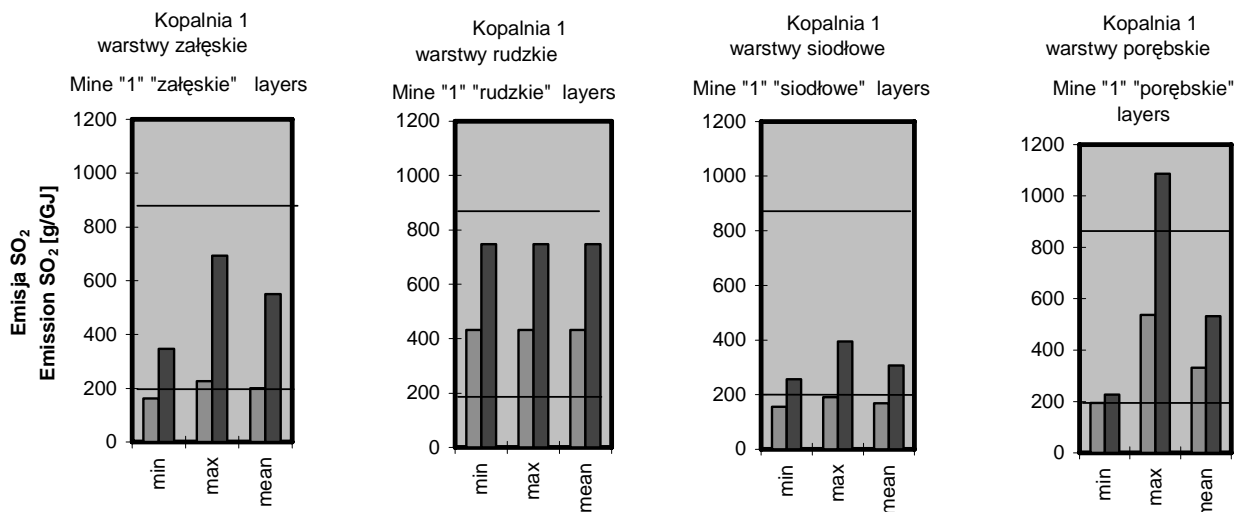 Kopalnia 1
warstwy załęskie
Mine "1" "załęskie" layers
Emisja SO2
Emission SO2 [g/GJ]
1200
1000
800
600
400
200
0
min
max
mean
Kopalnia 1
warstwy rudzkie
Mine "1" "rudzkie" layers
1200
1000
800
600
400
200
0
min
max
mean
Kopalnia 1
warstwy siodłowe
Mine "1" "siodłowe" layers
1200
1000
800
600
400
200
0
min
max
mean
Kopalnia 1
warstwy porębskie
Mine "1" "porębskie"
layers
1200
1000
800
600
400
200
0
min
max
mean